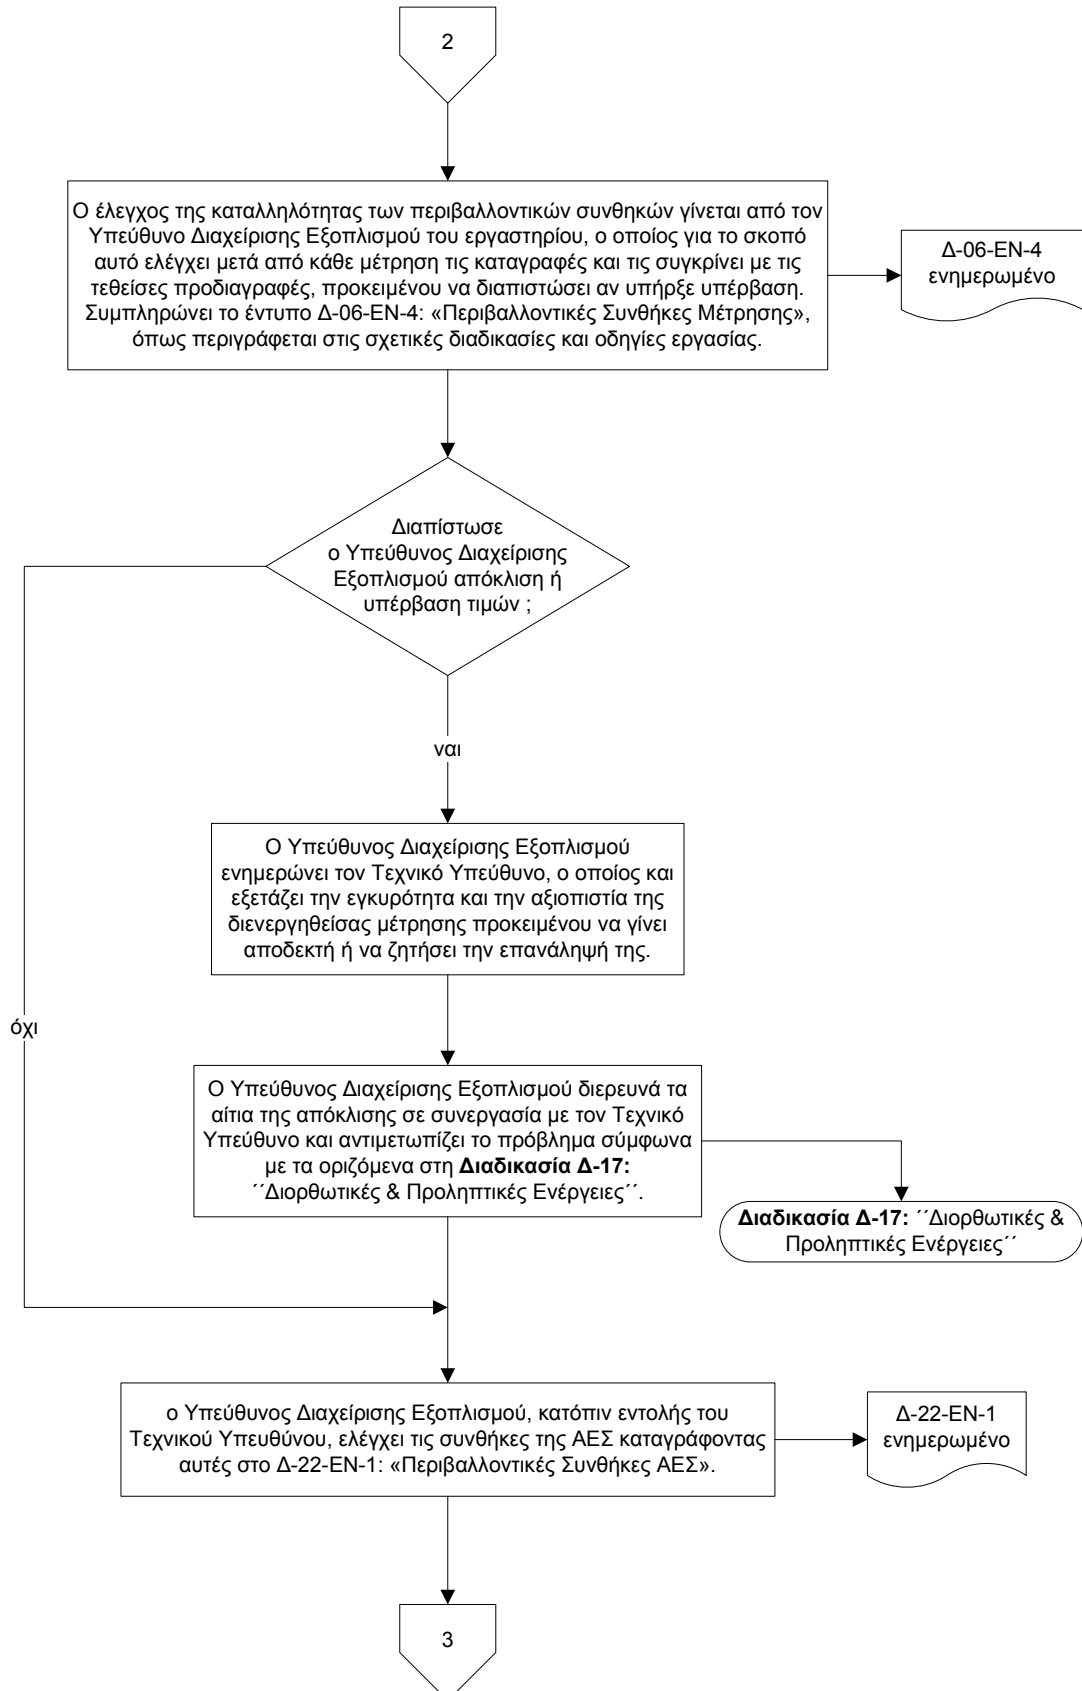 2
Ο έλεγχος της καταλληλότητας των περιβαλλοντικών συνθηκών γίνεται από τον
Υπεύθυνο Διαχείρισης Εξοπλισμού του εργαστηρίου, ο οποίος για το σκοπό
αυτό ελέγχει μετά από κάθε μέτρηση τις καταγραφές και τις συγκρίνει με τις
τεθείσες προδιαγραφές, προκειμένου να διαπιστώσει αν υπήρξε υπέρβαση.
Συμπληρώνει το έντυπο Δ-06-ΕΝ-4: «Περιβαλλοντικές Συνθήκες Μέτρησης»,
όπως περιγράφεται στις σχετικές διαδικασίες και οδηγίες εργασίας.
Δ-06-ΕΝ-4
ενημερωμένο
Διαπίστωσε
ο Υπεύθυνος Διαχείρισης
Εξοπλισμού απόκλιση ή
υπέρβαση τιμών ;
ναι
Ο Υπεύθυνος Διαχείρισης Εξοπλισμού
ενημερώνει τον Τεχνικό Υπεύθυνο, ο οποίος και
εξετάζει την εγκυρότητα και την αξιοπιστία της
διενεργηθείσας μέτρησης προκειμένου να γίνει
αποδεκτή ή να ζητήσει την επανάληψή της.
όχι
Ο Υπεύθυνος Διαχείρισης Εξοπλισμού διερευνά τα
αίτια της απόκλισης σε συνεργασία με τον Τεχνικό
Υπεύθυνο και αντιμετωπίζει το πρόβλημα σύμφωνα
με τα οριζόμενα στη Διαδικασία Δ-17:
΄΄Διορθωτικές & Προληπτικές Ενέργειες΄΄.
Διαδικασία Δ-17: ΄΄Διορθωτικές &
Προληπτικές Ενέργειες΄΄
ο Υπεύθυνος Διαχείρισης Εξοπλισμού, κατόπιν εντολής του
Τεχνικού Υπευθύνου, ελέγχει τις συνθήκες της ΑΕΣ καταγράφοντας
αυτές στο Δ-22-ΕΝ-1: «Περιβαλλοντικές Συνθήκες ΑΕΣ».
Δ-22-ΕΝ-1
ενημερωμένο
3